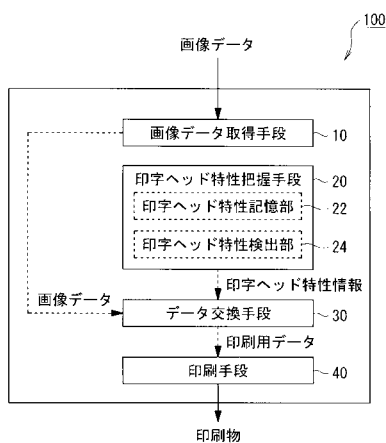 100
画像データ
画像データ取得手段 10
印字ヘッド特性把握手段 20
印字ヘッド特性記憶部 22
印字ヘッド特性検出部 24
印字ヘッド特性情報
画像データ
データ交換手段 30
印刷用データ
印刷手段 40
印刷物